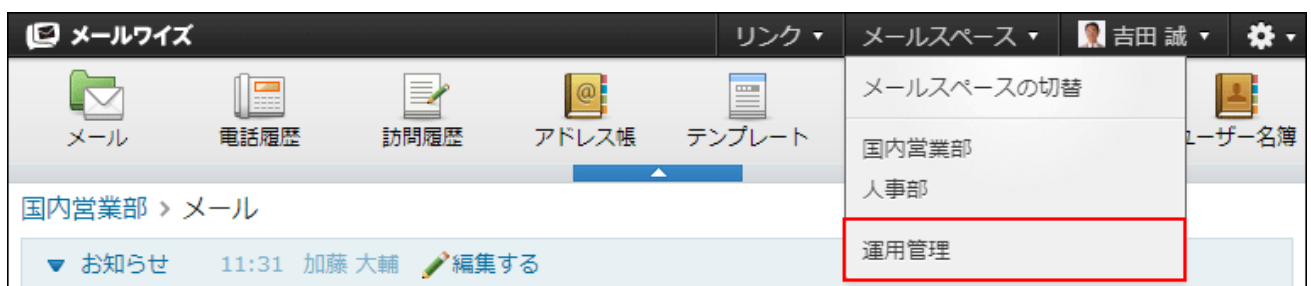 メールワイズ リンク ▼ メールスペース ▼ 吉田 誠 ▼
メールスペースの切替
メール 電話履歴 訪問履歴 アドレス帳 テンプレート ーザー名簿
国内営業部
人事部
国内営業部 > メール
運用管理
▼ お知らせ 11:31 加藤 大輔 編集する